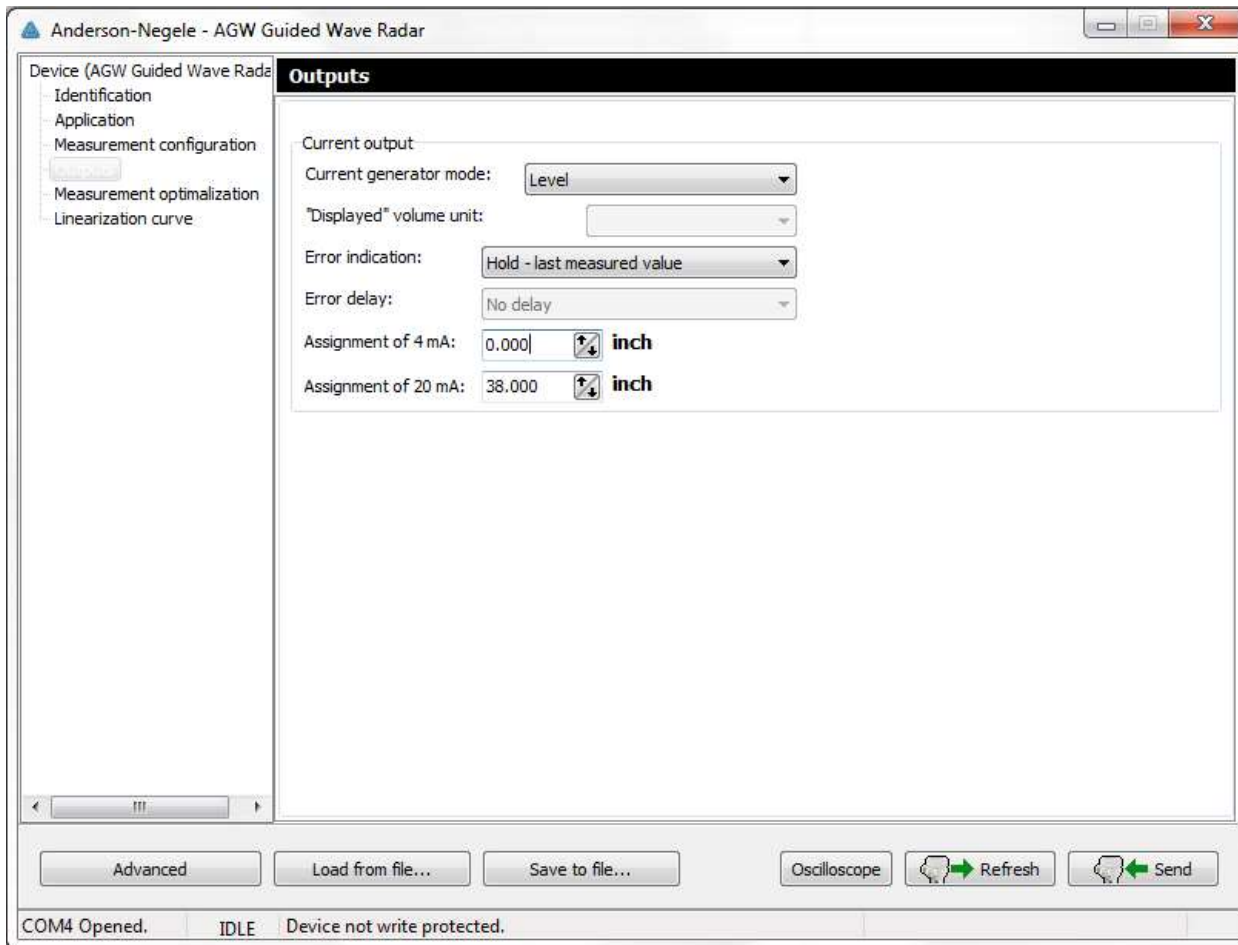 Anderson-Negele - AGW Guided Wave Radar
Device (AGW Guided Wave Rada
Identification
Application
Measurement configuration
Outputs
Measurement optimalization
Linearization curve
Outputs
Current output
Current generator mode: Level
"Displayed" volume unit:
Error indication: Hold - last measured value
Error delay: No delay
Assignment of 4 mA: 0.000 inch
Assignment of 20 mA: 38.000 inch
Advanced Load from file... Save to file... Oscilloscope Refresh Send
COM4 Opened. IDLE Device not write protected.